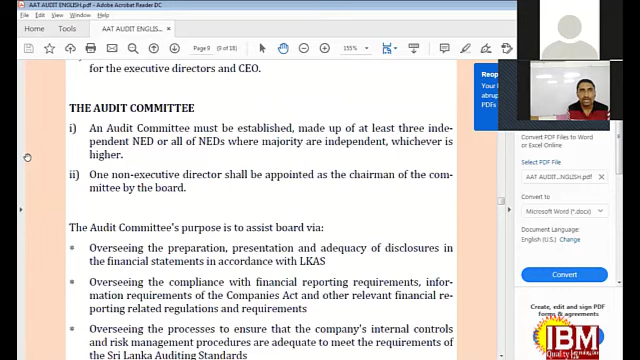 AAT AUDIT ENGLISH.pdf - Adobe Acrobat Reader DC
File Edit View Window Help
Home Tools AAT AUDIT ENGLIS... ×
Page9 (9 of 18) 155%
for the executive directors and CEO.
THE AUDIT COMMITTEE
i) An Audit Committee must be established, made up of at least three inde-
pendent NED or all of NEDs where majority are independent, whichever is
higher.
ii) One non-executive director shall be appointed as the chairman of the com-
mittee by the board.
The Audit Committee's purpose is to assist board via:
* Overseeing the preparation, presentation and adequacy of disclosures in
the financial statements in accordance with LKAS
* Overseeing the compliance with financial reporting requirements, infor-
mation requirements of the Companies Act and other relevant financial re-
porting related regulations and requirements
* Overseeing the processes to ensure that the company's internal controls
and risk management procedures are adequate to meet the requirements of
the Sri Lanka Auditing Standards
Reop
Your
abrup
PDFs
Convert PDF Files to Word
or Excel Online
Select PDF File
AAT AUDIT ...NGLISH.pdf ×
Convert to
Microsoft Word (*.docx)
Document Language:
English (U.S.) Change
Convert
Create, edit and sign PDF
forms & agreements
IBM